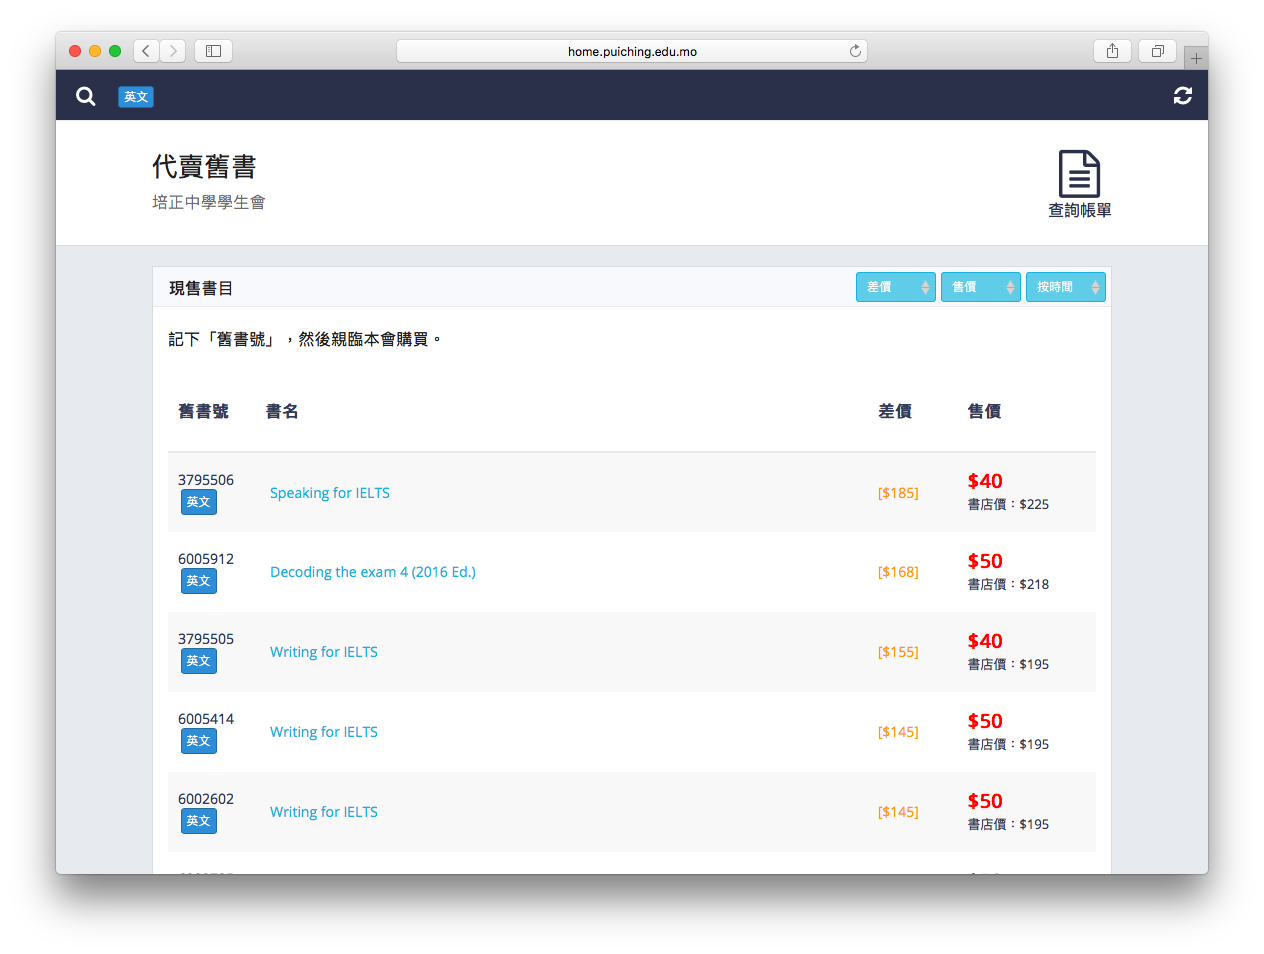 home.puiching.edu.mo
英文
代賣舊書
培正中學學生會
查詢帳單
現售書目
差價
售價
按時間
記下「舊書號」，然後親臨本會購買。
舊書號 書名 差價 售價
3795506
英文
Speaking for IELTS
[$185]
$40
書店價：$225
6005912
英文
Decoding the exam 4 (2016 Ed.)
[$168]
$50
書店價：$218
3795505
英文
Writing for IELTS
[$155]
$40
書店價：$195
6005414
英文
Writing for IELTS
[$145]
$50
書店價：$195
6002602
英文
Writing for IELTS
[$145]
$50
書店價：$195